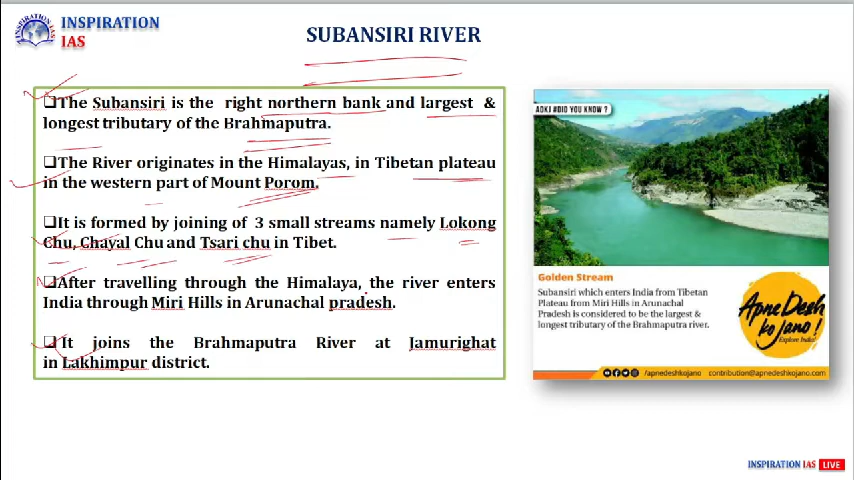 INSPIRATION
IAS
SUBANSIRI RIVER
The Subansiri is the right northern bank and largest &
longest tributary of the Brahmaputra.
The River originates in the Himalayas, in Tibetan plateau
in the western part of Mount Porom.
It is formed by joining of 3 small streams namely Lokong
Chu, Chayal Chu and Tsari chu in Tibet.
After travelling through the Himalaya, the river enters
India through Miri Hills in Arunachal pradesh.
It joins the Brahmaputra River at Jamurighat
in Lakhimpur district.
ADKJ #DID YOU KNOW ?
Golden Stream
Subansiri which enters India from Tibetan
Plateau from Miri Hills in Arunachal
Pradesh is considered to be the largest &
longest tributary of the Brahmaputra river.
Apne Desh
Ko Jano!
Explore India!
/apnedeshkojano contribution@apnedeshkojano.com
INSPIRATION IAS LIVE